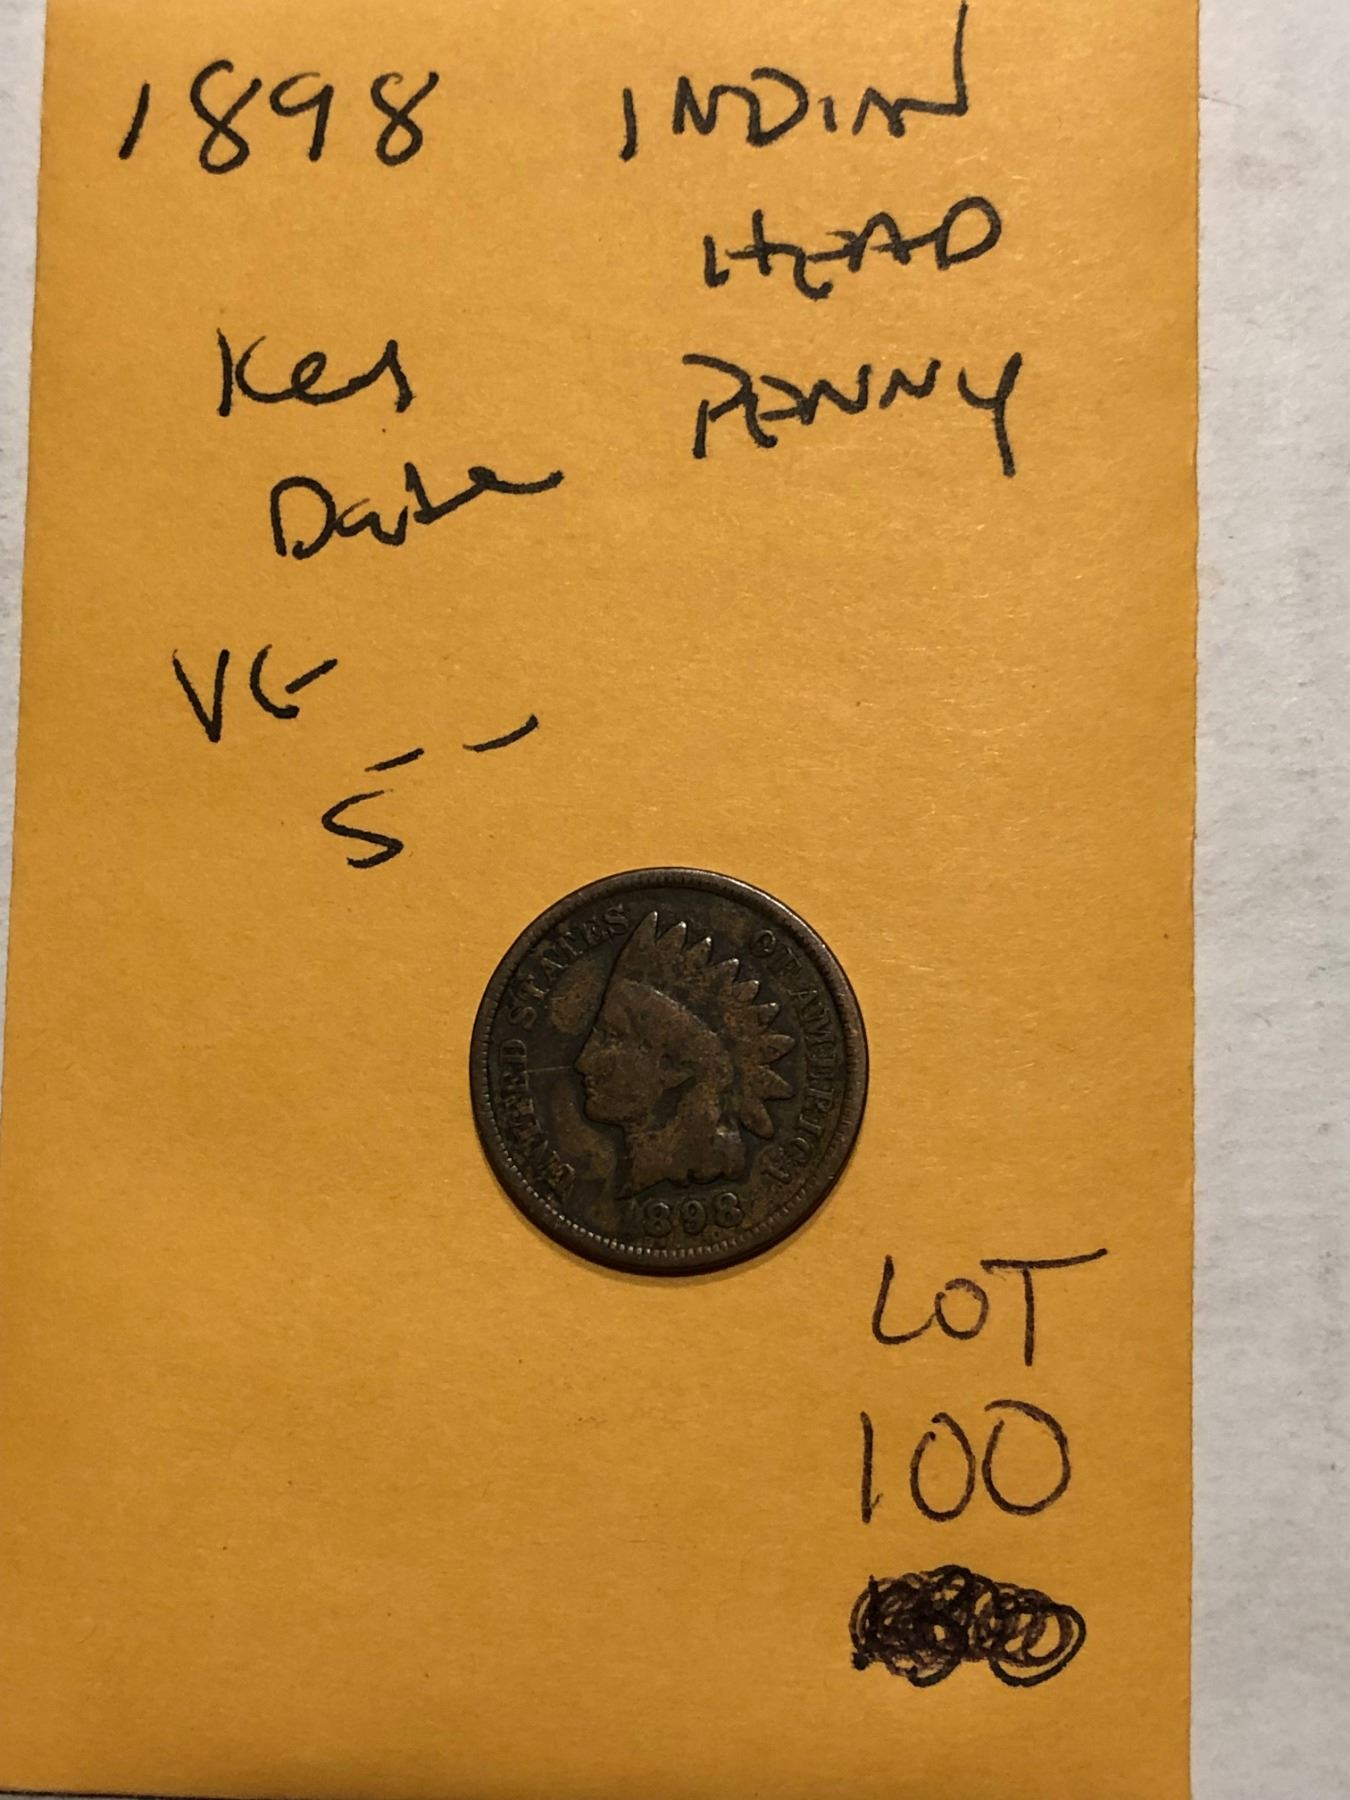 1898 INDIAN
HEAD
PENNY
Key
Date
VG
5 -
UNITED STATES OF AMERICA
1898
LOT
100